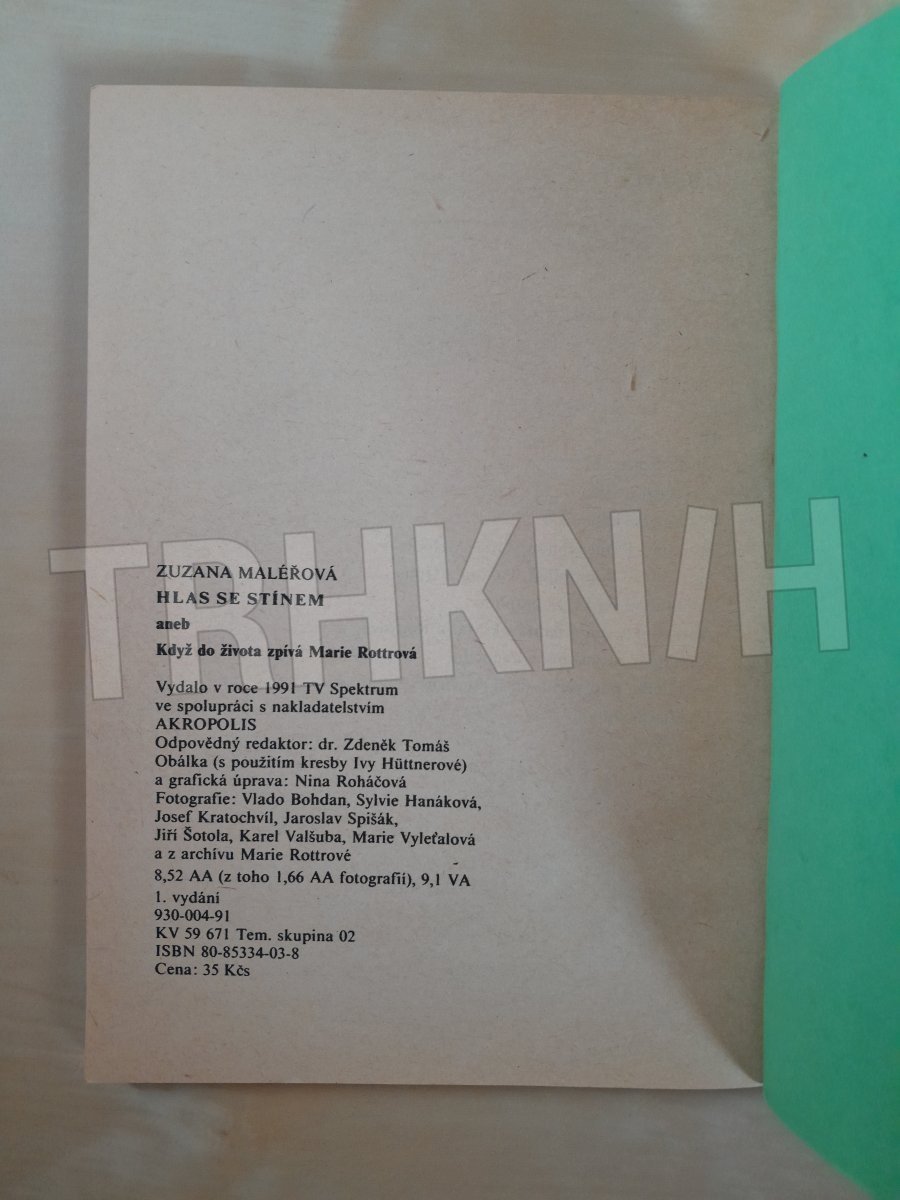 ZUZANA MALÉŘOVÁ
HLAS SE STÍNEM
aneb
Když do života zpívá Marie Rottrová
Vydalo v roce 1991 TV Spektrum
ve spolupráci s nakladatelstvím
AKROPOLIS
Odpovědný redaktor: dr. Zdeněk Tomáš
Obálka (s použitím kresby Ivy Hüttnerové)
a grafická úprava: Nina Roháčová
Fotografie: Vlado Bohdan, Sylvie Hanáková,
Josef Kratochvíl, Jaroslav Spišák,
Jiří Šotola, Karel Valšuba, Marie Vyleťalová
a z archívu Marie Rottrové
8,52 AA (z toho 1,66 AA fotografií), 9,1 VA
1. vydání
930-004-91
KV 59 671 Tem. skupina 02
ISBN 80-85334-03-8
Cena: 35 Kčs
TRHKN/H